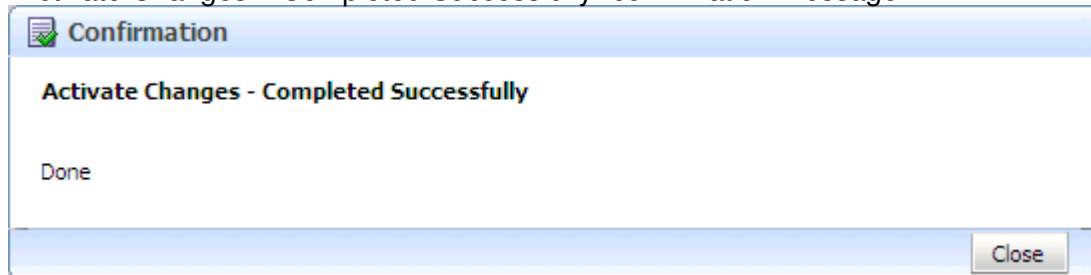 Confirmation
Activate Changes - Completed Successfully
Done
Close